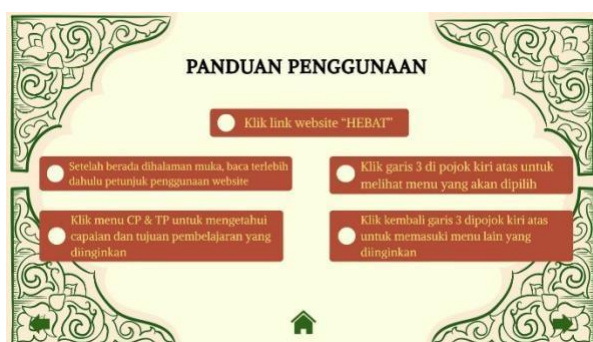 PANDUAN PENGGUNAAN
Klik link website "HEBAT"
Setelah berada dihalaman muka, baca terlebih
dahulu petunjuk penggunaan website
Klik garis 3 di pojok kiri atas untuk
melihat menu yang akan dipilih
Klik menu CP & TP untuk mengetahui
capaian dan tujuan pembelajaran yang
diinginkan
Klik kembali garis 3 dipojok kiri atas
untuk memasuki menu lain yang
diinginkan